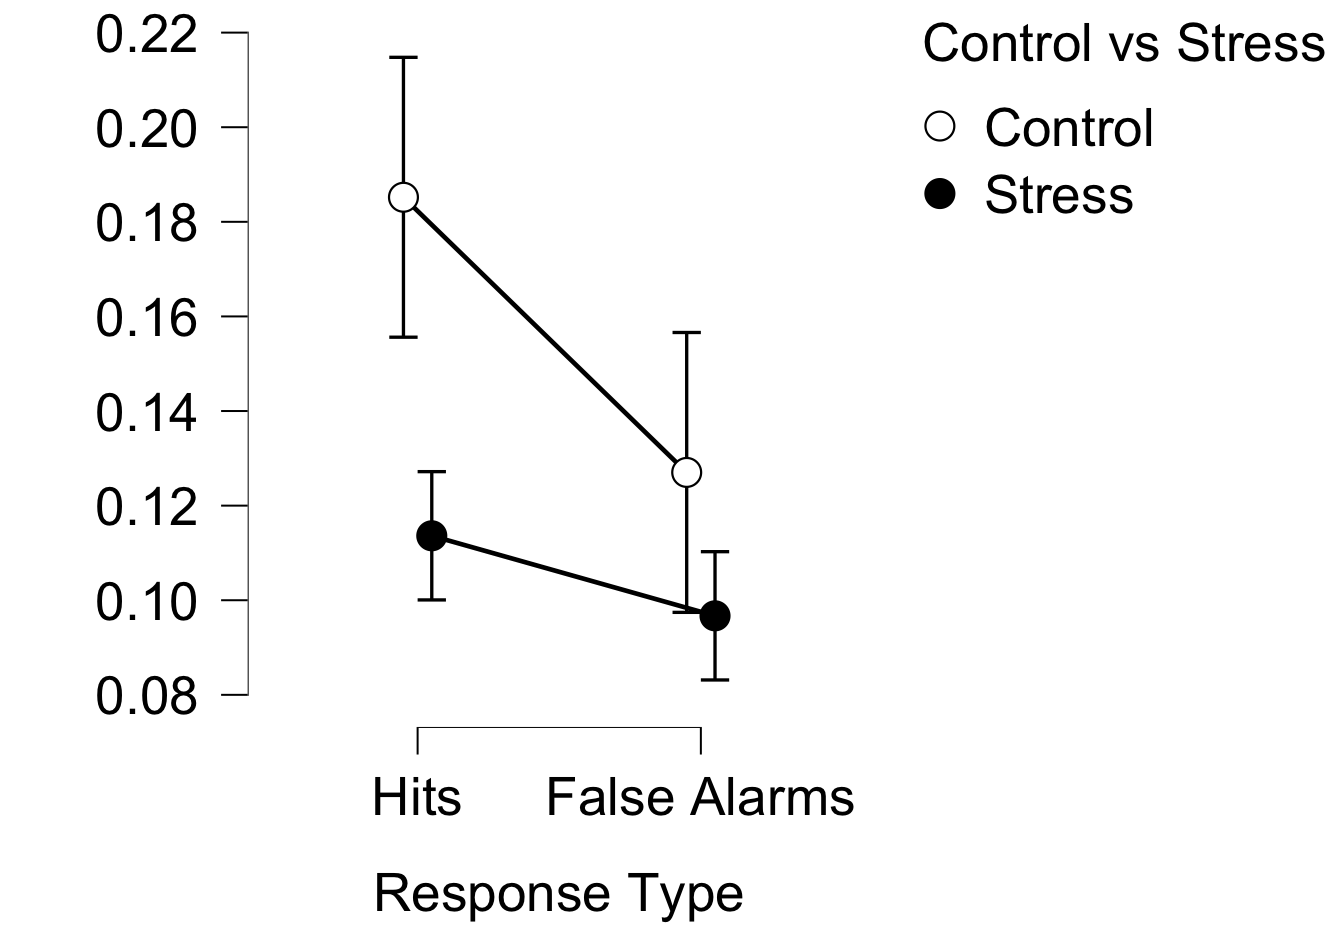 0.22
0.20
0.18
0.16
0.14
0.12
0.10
0.08
Hits
False Alarms
Response Type
Control vs Stress
Control
Stress